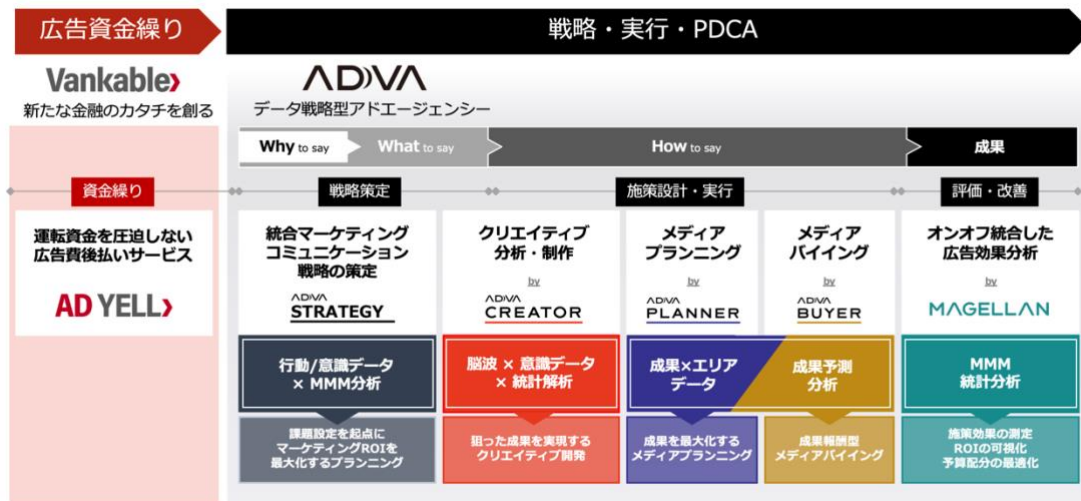 広告資金繰り
戦略・実行・PDCA
Vankable
新たな金融のカタチを創る
ADVA
データ戦略型アドエージェンシー
Why to say
What to say
How to say
成果
資金繰り
戦略策定
施策設計・実行
評価・改善
運転資金を圧迫しない
広告費後払いサービス
AD YELL
統合マーケティング
コミュニケーション
戦略の策定
ADVA
STRATEGY
クリエイティブ
分析・制作
by
ADVA
CREATOR
メディア
プランニング
by
ADVA
PLANNER
メディア
バイイング
by
ADVA
BUYER
オンオフ統合した
広告効果分析
by
MAGELLAN
行動/意識データ
× MMM分析
脳波 × 意識データ
× 統計解析
成果×エリア
データ
成果予測
分析
MMM
統計分析
課題設定を起点に
マーケティングROIを
最大化するプランニング
狙った成果を実現する
クリエイティブ開発
成果を最大化する
メディアプランニング
成果報酬型
メディアバイイング
施策効果の測定
ROIの可視化
予算配分の最適化